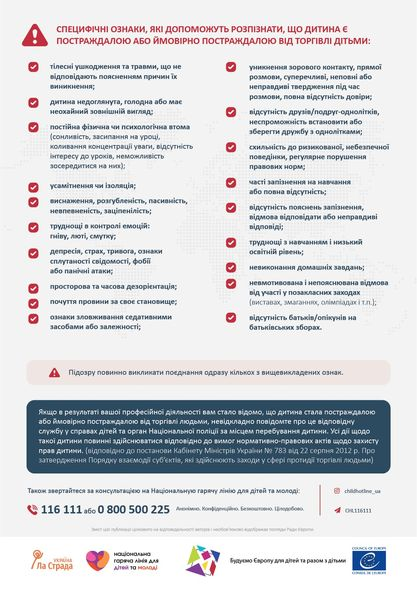 СПЕЦИФІЧНІ ОЗНАКИ, ЯКІ ДОПОМОЖУТЬ РОЗПІЗНАТИ, ЩО ДИТИНА Є
ПОСТРАЖДАЛОЮ АБО ЙМОВІРНО ПОСТРАЖДАЛОЮ ВІД ТОРГІВЛІ ДІТЬМИ:
тілесні ушкодження та травми, що не
відповідають поясненням причин їх
виникнення;
дитина недоглянута, голодна або має
неохайний зовнішній вигляд;
постійна фізична чи психологічна втома
(сонливість, засипання на уроці,
коливання концентрації уваги, відсутність
інтересу до уроків, неможливість
зосередитися на них);
усамітнення чи ізоляція;
виснаження, розгубленість, пасивність,
невпевненість, заціпенілість;
труднощі в контролі емоцій:
гніву, люті, смутку;
депресія, страх, тривога, ознаки
сплутаності свідомості, фобії
або панічні атаки;
просторова та часова дезорієнтація;
почуття провини за своє становище;
ознаки зловживання седативними
засобами або залежності;
уникнення зорового контакту, прямої
розмови, суперечливі, неповні або
неправдиві твердження під час
розмови, повна відсутність довіри;
відсутність друзів/подруг-однолітків,
неспроможність встановити або
зберегти дружбу з однолітками;
схильність до ризикованої, небезпечної
поведінки, регулярне порушення
правових норм;
часті запізнення на навчання
або повна відсутність;
відсутність пояснень запізнення,
відмова відповідати або неправдиві
відповіді;
труднощі з навчанням і низький
освітній рівень;
невиконання домашніх завдань;
невмотивована і непояснювана відмова
від участі у позакласних заходах
(виставах, змаганнях, олімпіадах і т.п.);
відсутність батьків/опікунів на
батьківських зборах.
Підозру повинно викликати поєднання одразу кількох з вищевикладених ознак.
Якщо в результаті вашої професійної діяльності вам стало відомо, що дитина стала постраждалою
або ймовірно постраждалою від торгівлі людьми, невідкладно повідомте про це відповідну
службу у справах дітей та орган Національної поліції за місцем перебування дитини. Усі дії щодо
такої дитини повинні здійснюватися відповідно до вимог нормативно-правових актів щодо захисту
прав дитини. (відповідно до постанови Кабінету Міністрів України № 783 від 22 серпня 2012 р. Про
затвердження Порядку взаємодії суб'єктів, які здійснюють заходи у сфері протидії торгівлі людьми)
Також звертайтеся за консультацією на Національну гарячу лінію для дітей та молоді:
116 111 або 0 800 500 225 Анонімно. Конфіденційно. Безкоштовно. Цілодобово.
childhotline_ua
CHL116111
Зміст цієї публікації цілковито на відповідальності авторів і необов'язково відображає погляди Ради Європи
УКРАЇНА
Ла Страда
національна
гаряча лінія для
дітей та молоді
Будуємо Європу для дітей та разом з дітьми
COUNCIL OF EUROPE
CONSEIL DE L'EUROPE